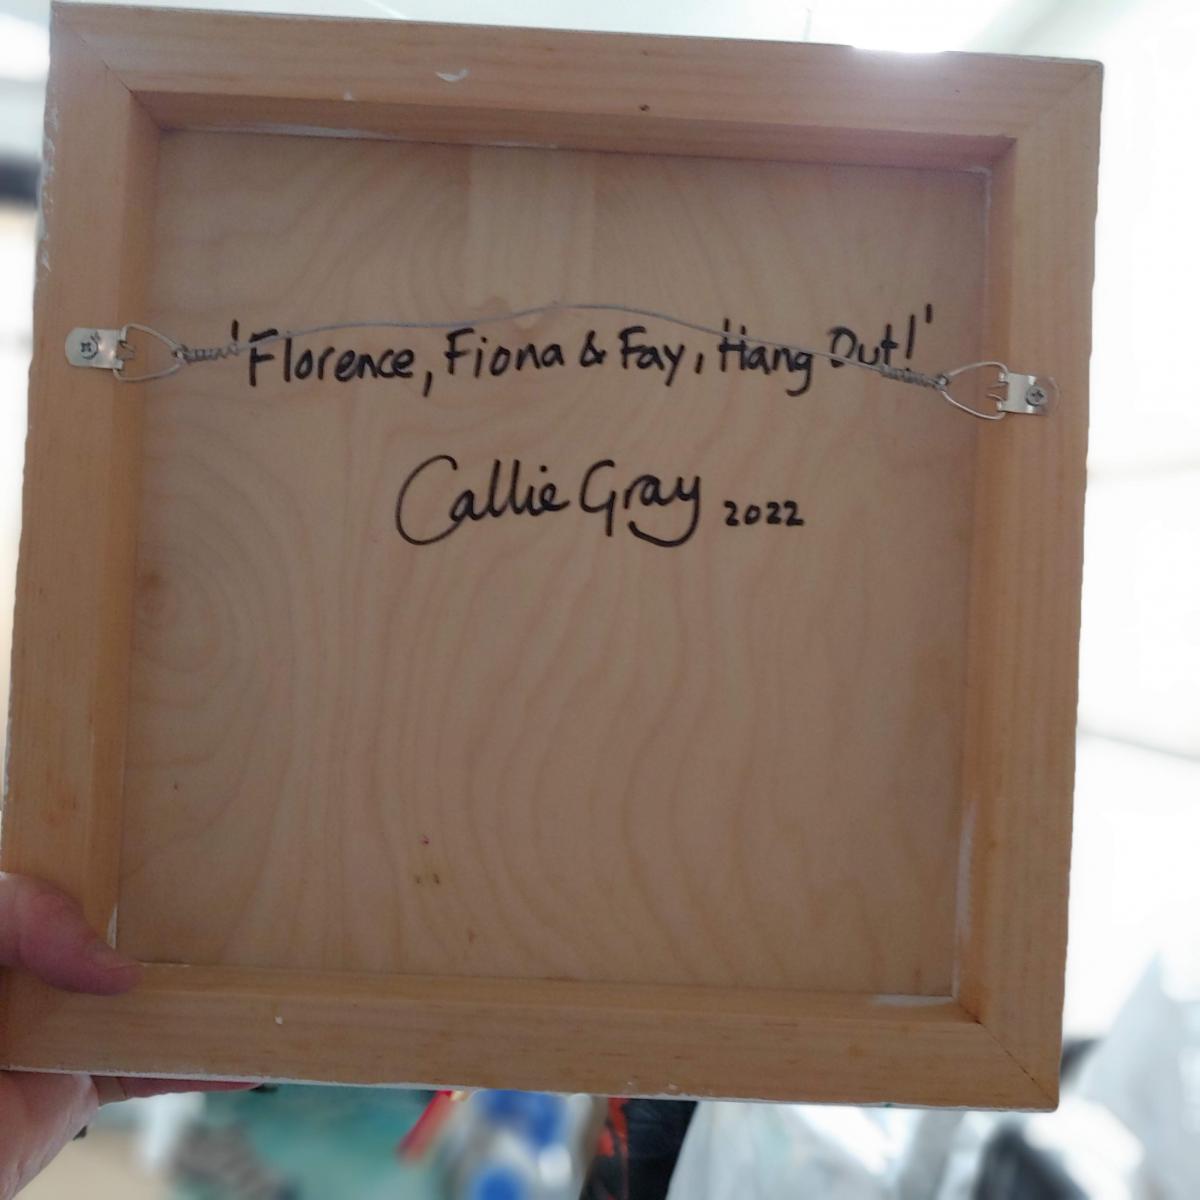 'Florence, Fiona & Fay, Hang Out!'
Callie Gray 2022